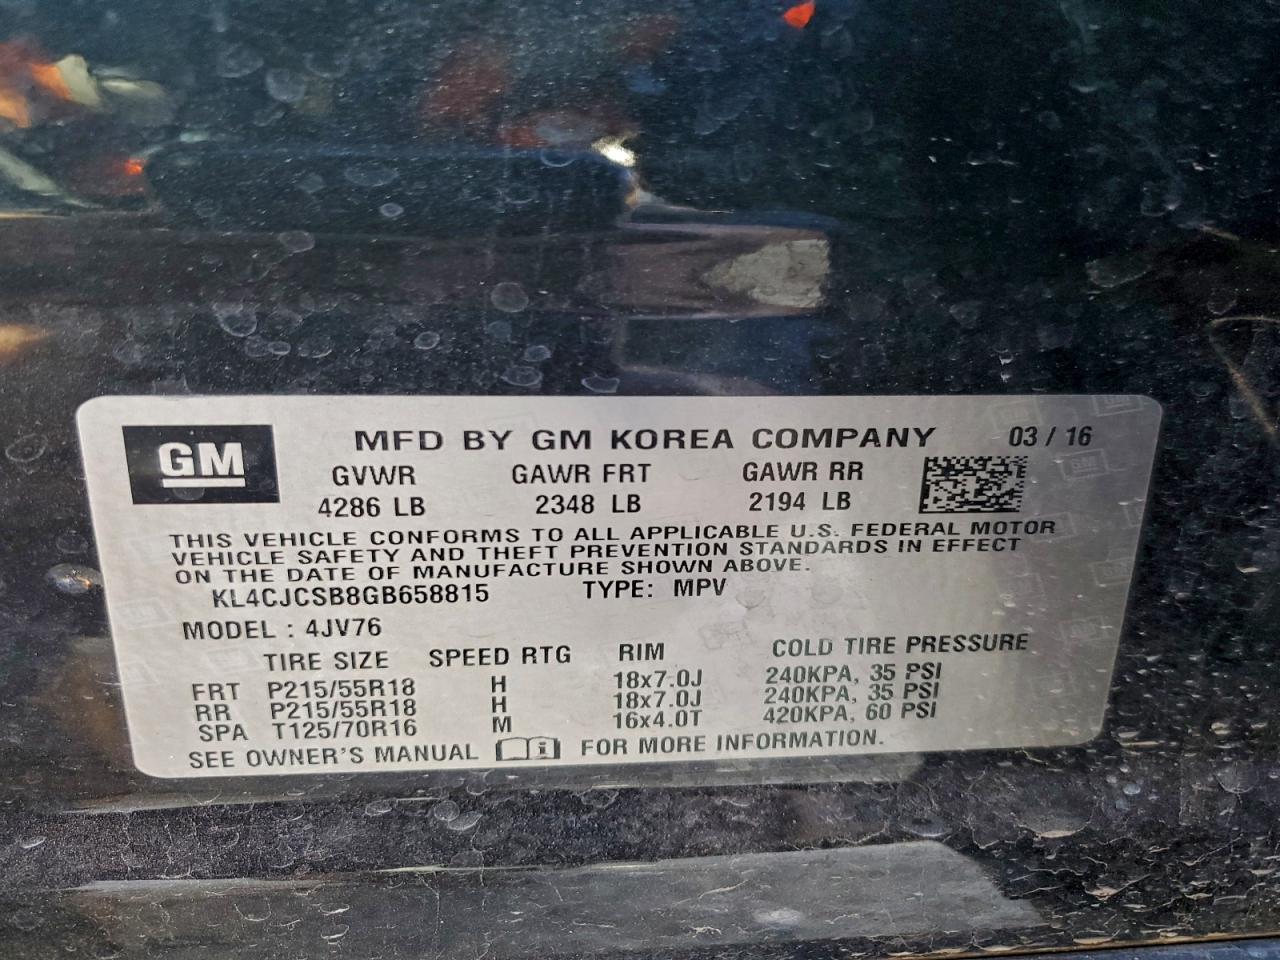 GM MFD BY GM KOREA COMPANY 03 / 16
GVWR GAWR FRT GAWR RR
4286 LB 2348 LB 2194 LB
THIS VEHICLE CONFORMS TO ALL APPLICABLE U.S. FEDERAL MOTOR
VEHICLE SAFETY AND THEFT PREVENTION STANDARDS IN EFFECT
ON THE DATE OF MANUFACTURE SHOWN ABOVE.
KL4CJCSB8GB658815 TYPE: MPV
MODEL : 4JV76
TIRE SIZE SPEED RTG RIM COLD TIRE PRESSURE
FRT P215/55R18 H 18x7.0J 240KPA, 35 PSI
RR P215/55R18 H 18x7.0J 240KPA, 35 PSI
SPA T125/70R16 M 16x4.0T 420KPA, 60 PSI
SEE OWNER'S MANUAL i FOR MORE INFORMATION.